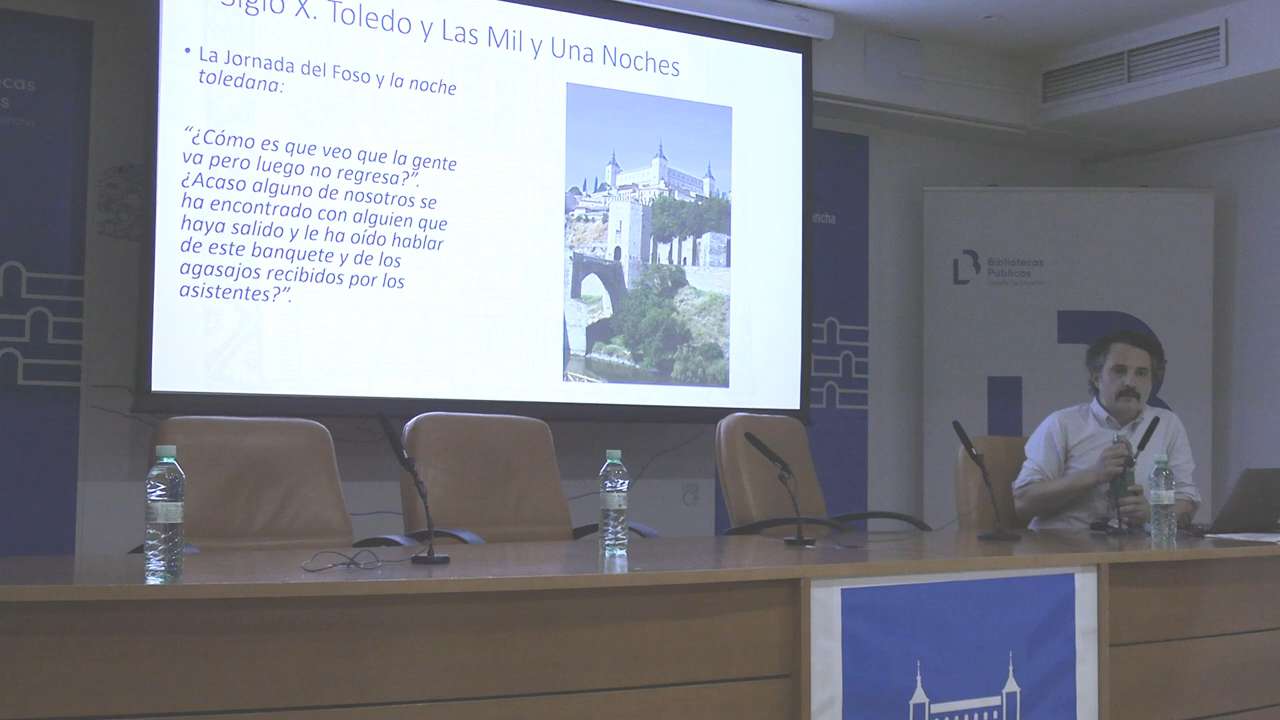 Siglo X. Toledo y Las Mil y Una Noches
• La Jornada del Foso y la noche
toledana:
“¿Cómo es que veo que la gente
va pero luego no regresa?”.
¿Acaso alguno de nosotros se
ha encontrado con alguien que
haya salido y le ha oído hablar
de este banquete y de los
agasajos recibidos por los
asistentes?”.
Bibliotecas
Públicas